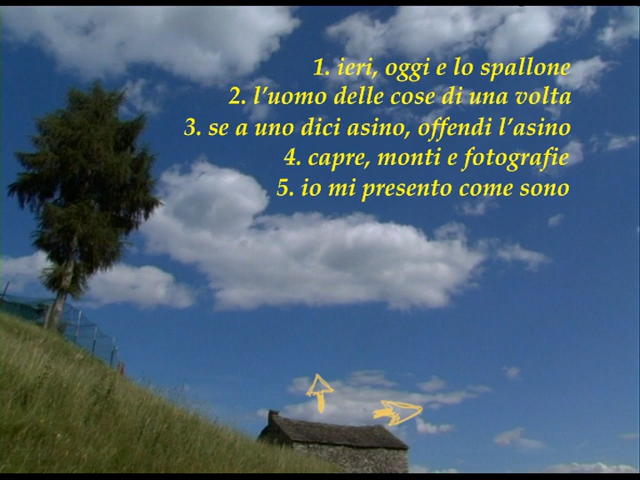 1. ieri, oggi e lo spallone
2. l'uomo delle cose di una volta
3. se a uno dici asino, offendi l'asino
4. capre, monti e fotografie
5. io mi presento come sono